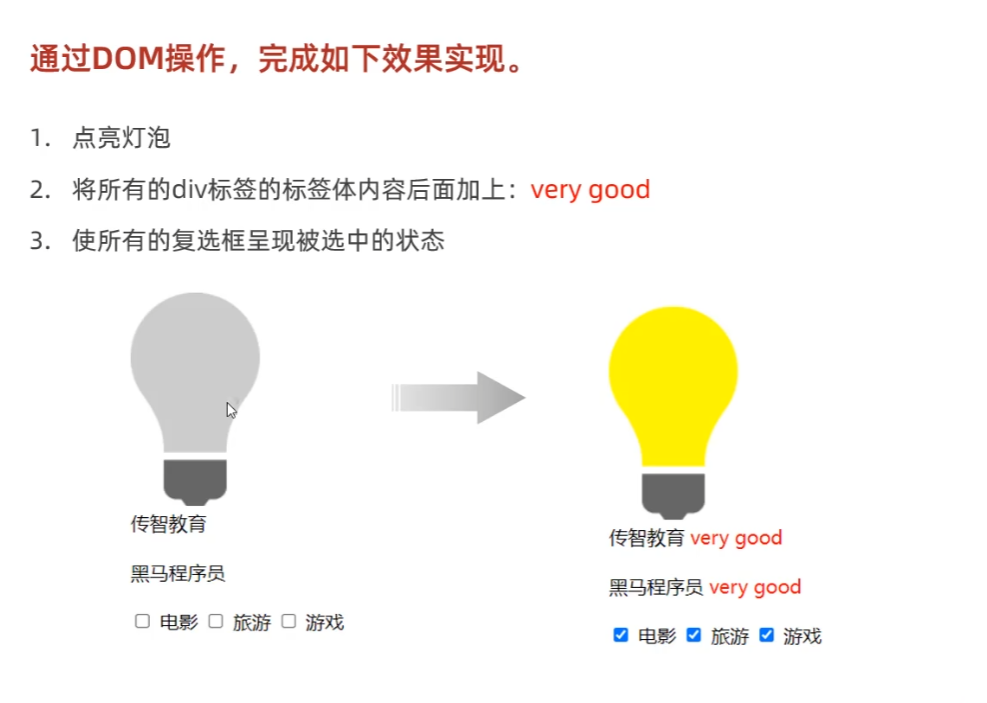 通过DOM操作，完成如下效果实现。
1. 点亮灯泡
2. 将所有的div标签的标签体内容后面加上：very good
3. 使所有的复选框呈现被选中的状态
传智教育
黑马程序员
电影 旅游 游戏
传智教育 very good
黑马程序员 very good
电影 旅游 游戏